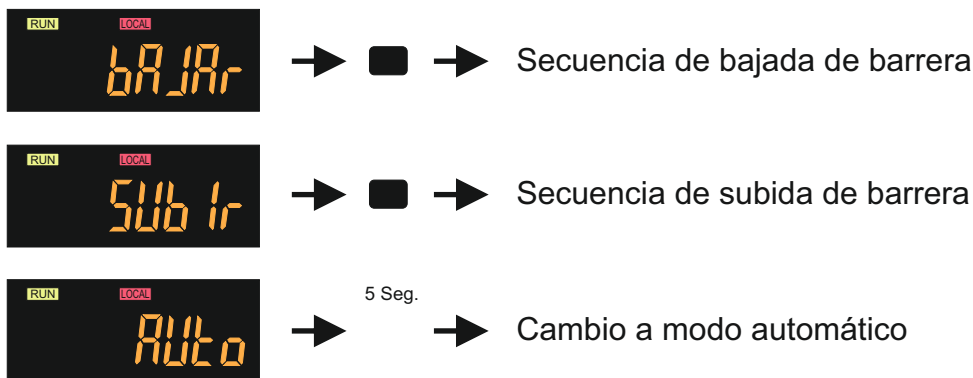 RUN LOCAL
bAJAr
Secuencia de bajada de barrera
RUN LOCAL
SUbIr
Secuencia de subida de barrera
RUN LOCAL
AUto
5 Seg.
Cambio a modo automático